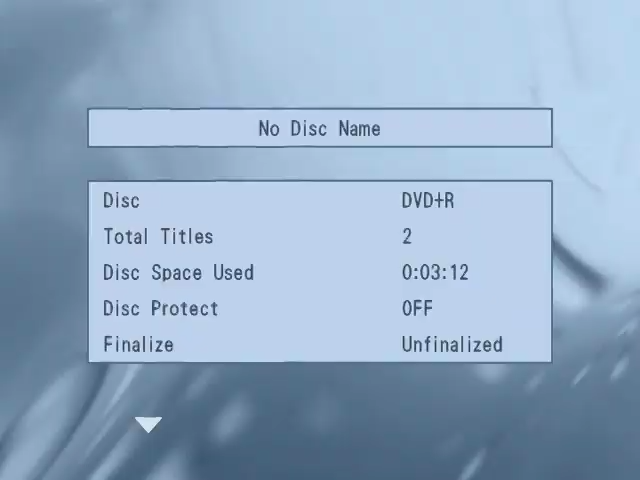 No Disc Name
Disc DVD+R
Total Titles 2
Disc Space Used 0:03:12
Disc Protect OFF
Finalize Unfinalized